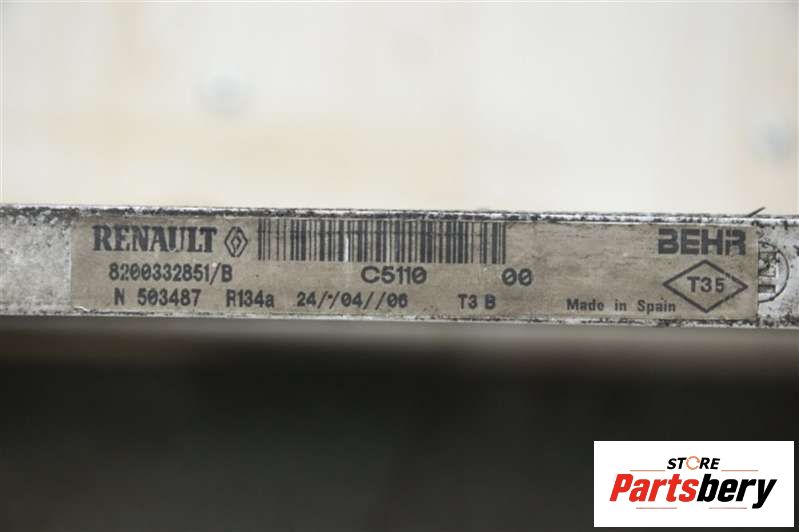 RENAULT BEHR
8200332851/B C5110 00
N 503487 R134a 24/-/04//06 T3 B Made in Spain T35
STORE
Partsbery